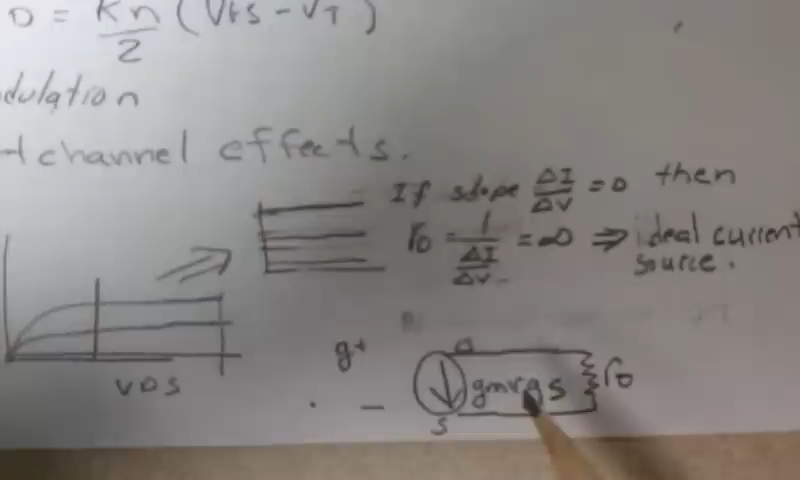 D = Kn/2 (VGS - VT)
dulation
t channel effects.
If slope ΔI/ΔV = 0 then
ro = 1/(ΔI/ΔV) = ∞ ⇒ ideal current
source.
VDS
g+
-
gmvgs
ro
s